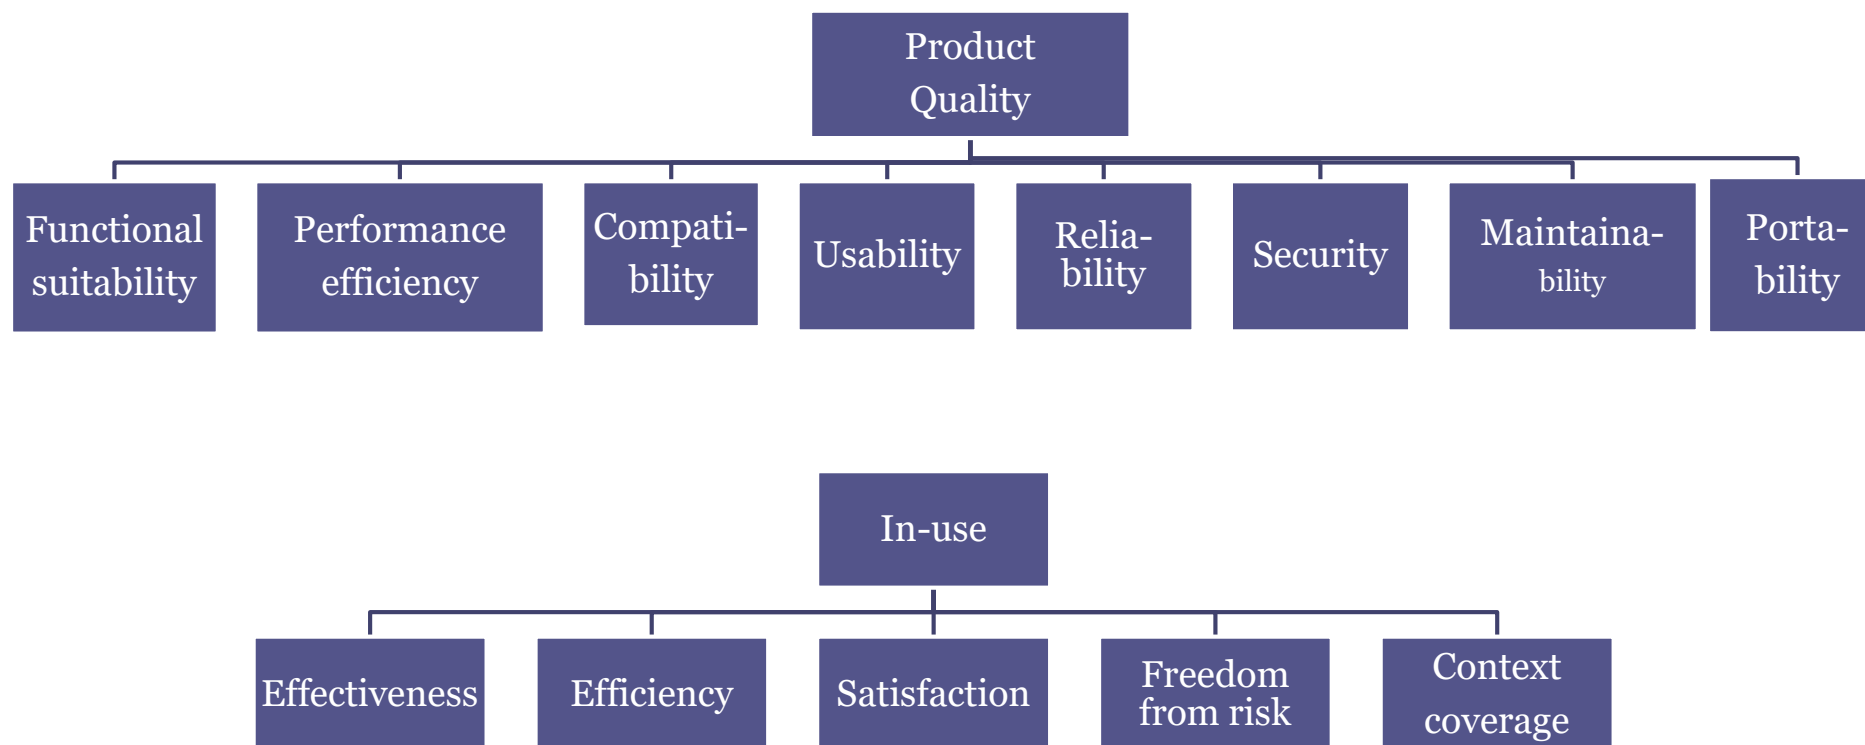 Product
Quality
Functional
suitability
Performance
efficiency
Compati-
bility
Usability
Relia-
bility
Security
Maintaina-
bility
Porta-
bility
In-use
Effectiveness
Efficiency
Satisfaction
Freedom
from risk
Context
coverage